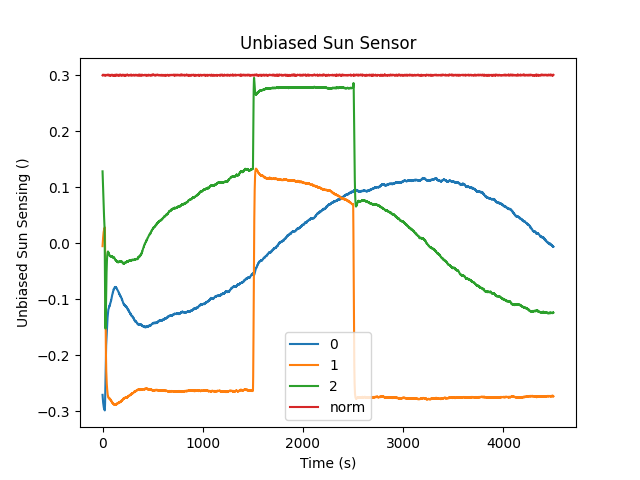 Unbiased Sun Sensor
Unbiased Sun Sensing ()
0.3
0.2
0.1
0.0
−0.1
−0.2
−0.3
0
1
2
norm
0 1000 2000 3000 4000
Time (s)